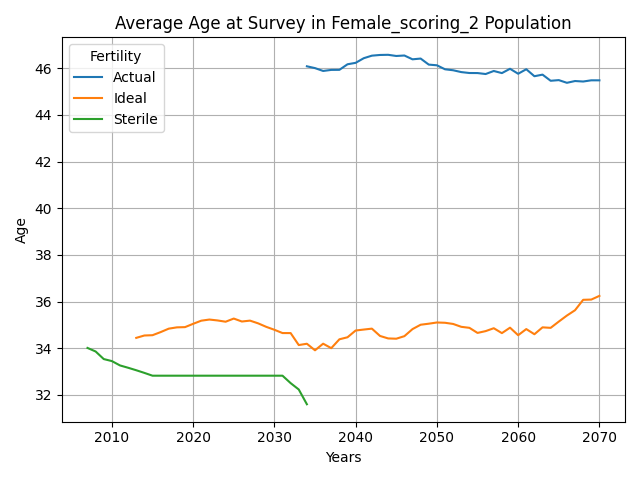 Average Age at Survey in Female_scoring_2 Population
Fertility
Actual
Ideal
Sterile
46
44
42
40
38
36
34
32
Age
2010 2020 2030 2040 2050 2060 2070
Years